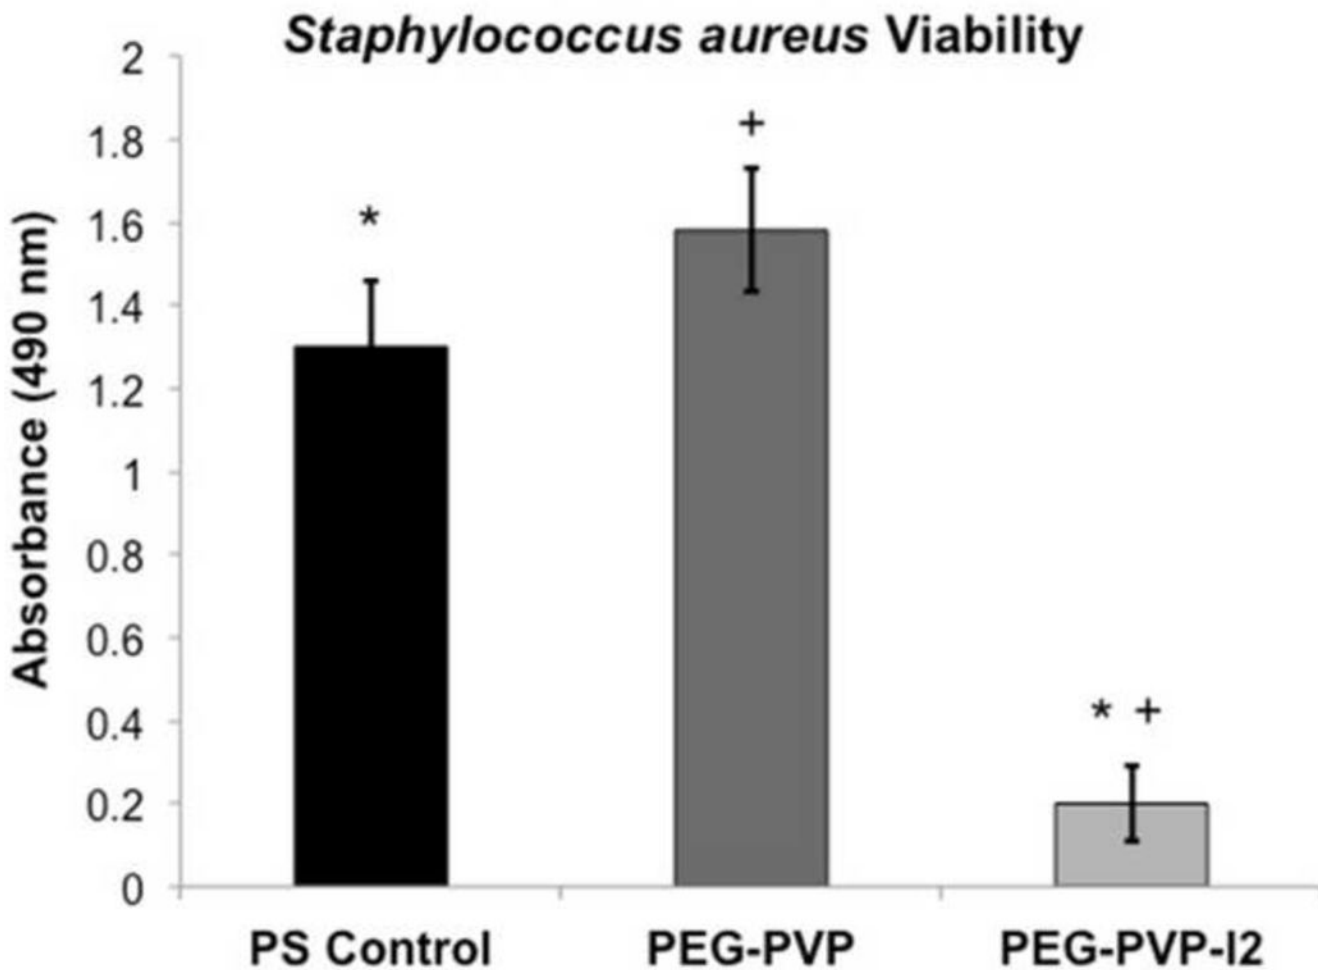 Staphylococcus aureus Viability
Absorbance (490 nm)
2
1.8
1.6
1.4
1.2
1
0.8
0.6
0.4
0.2
0
*
+
* +
PS Control
PEG-PVP
PEG-PVP-I2